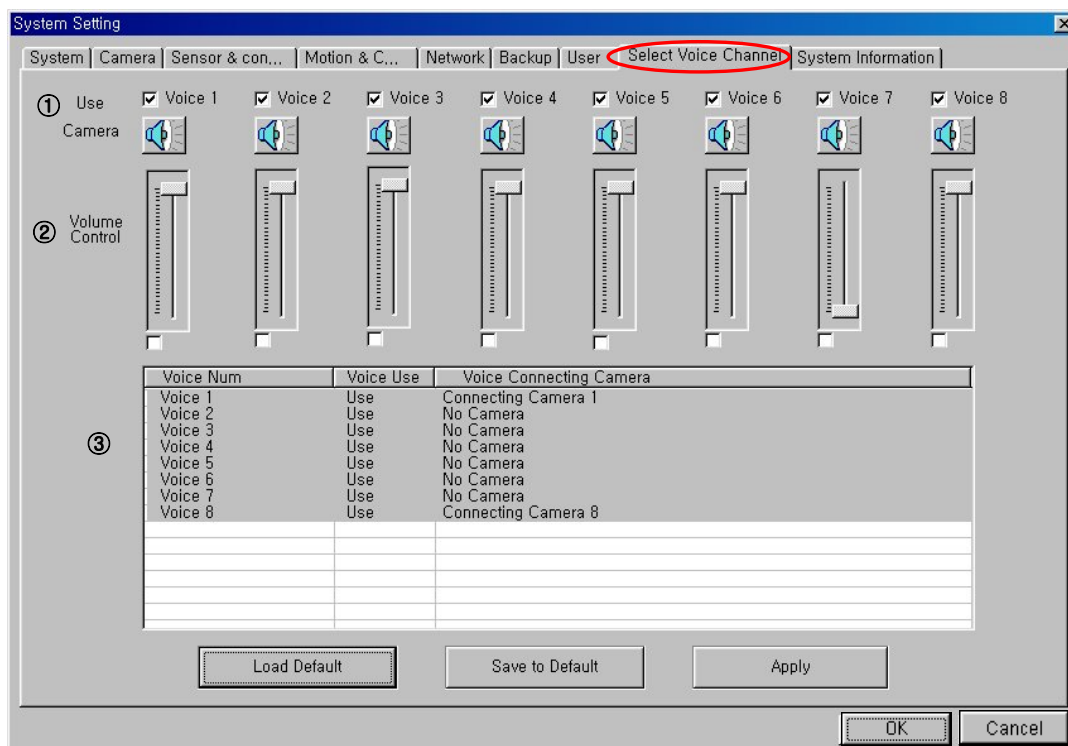 System Setting
System Camera Sensor & con... Motion & C... Network Backup User Select Voice Channel System Information
① Use Camera
Voice 1 Voice 2 Voice 3 Voice 4 Voice 5 Voice 6 Voice 7 Voice 8
② Volume Control
③
Voice Num Voice Use Voice Connecting Camera
Voice 1 Use Connecting Camera 1
Voice 2 Use No Camera
Voice 3 Use No Camera
Voice 4 Use No Camera
Voice 5 Use No Camera
Voice 6 Use No Camera
Voice 7 Use No Camera
Voice 8 Use Connecting Camera 8
Load Default Save to Default Apply
OK Cancel